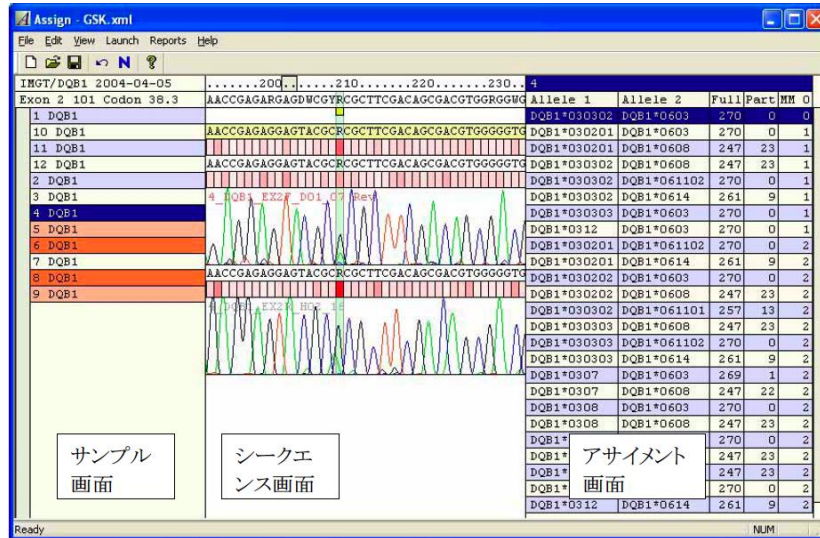 Assign - GSK.xml
File Edit View Launch Reports Help
IMGT/DQB1 2004-04-05
Exon 2 101 Codon 38.3
1 DQB1
10 DQB1
11 DQB1
12 DQB1
2 DQB1
3 DQB1
4 DQB1
5 DQB1
6 DQB1
7 DQB1
8 DQB1
9 DQB1
サンプル
画面
.......200........210.......220.......230..
AACCGAGARGAGDWCGYRCGCTTCGACAGCGACGTGGRGGWG
AACCGAGAGGAGTACGCRCGCTTCGACAGCGACGTGGGGGTG
AACCGAGAGGAGTACGCRCGCTTCGACAGCGACGTGGGGGTG
4_DQB1_EX2F_DO1_07 Rev
AACCGAGAGGAGTACGCRCGCTTCGACAGCGACGTGGGGGTG
シークエ
ンス画面
4
Allele 1 Allele 2 Full Part MM 0
DQB1*030302 DQB1*0603 270 0 0
DQB1*030201 DQB1*0603 270 0 1
DQB1*030201 DQB1*0608 247 23 1
DQB1*030302 DQB1*0608 247 23 1
DQB1*030302 DQB1*061102 270 0 1
DQB1*030302 DQB1*0614 261 9 1
DQB1*030303 DQB1*0603 270 0 1
DQB1*0312 DQB1*0603 270 0 1
DQB1*030201 DQB1*061102 270 0 2
DQB1*030201 DQB1*0614 261 9 2
DQB1*030202 DQB1*0603 270 0 2
DQB1*030202 DQB1*0608 247 23 2
DQB1*030302 DQB1*061101 257 13 2
DQB1*030303 DQB1*0608 247 23 2
DQB1*030303 DQB1*061102 270 0 2
DQB1*030303 DQB1*0614 261 9 2
DQB1*0307 DQB1*0603 269 1 2
DQB1*0307 DQB1*0608 247 22 2
DQB1*0308 DQB1*0603 270 0 2
DQB1*0308 DQB1*0608 247 23 2
DQB1* 270 0 2
247 23 2
247 23 2
DQB1* 270 0 2
DQB1*0312 DQB1*0614 261 9 2
アサイメント
画面
Ready
NUM